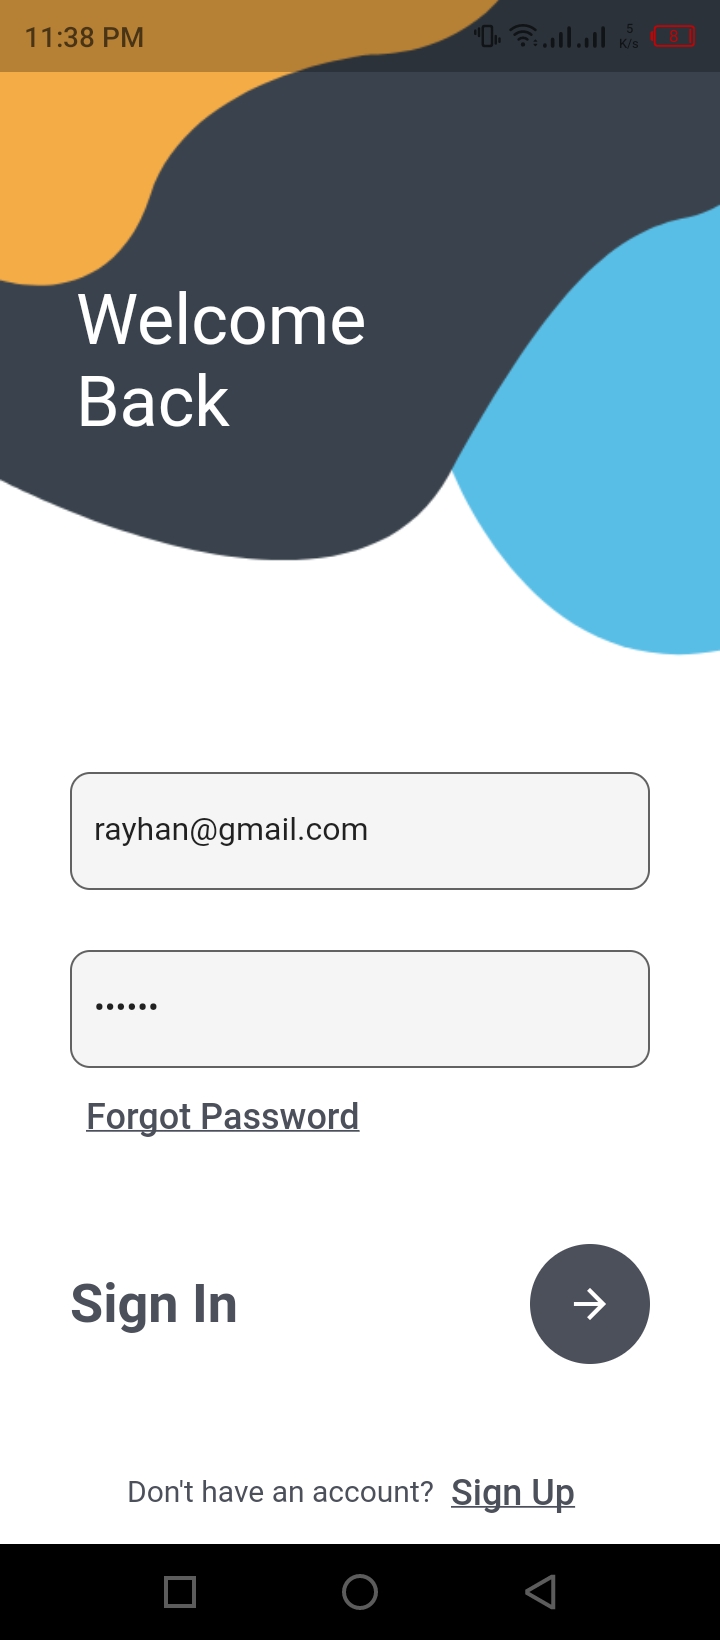 11:38 PM 5 K/s 8
Welcome
Back
rayhan@gmail.com
••••••
Forgot Password
Sign In
Don't have an account? Sign Up